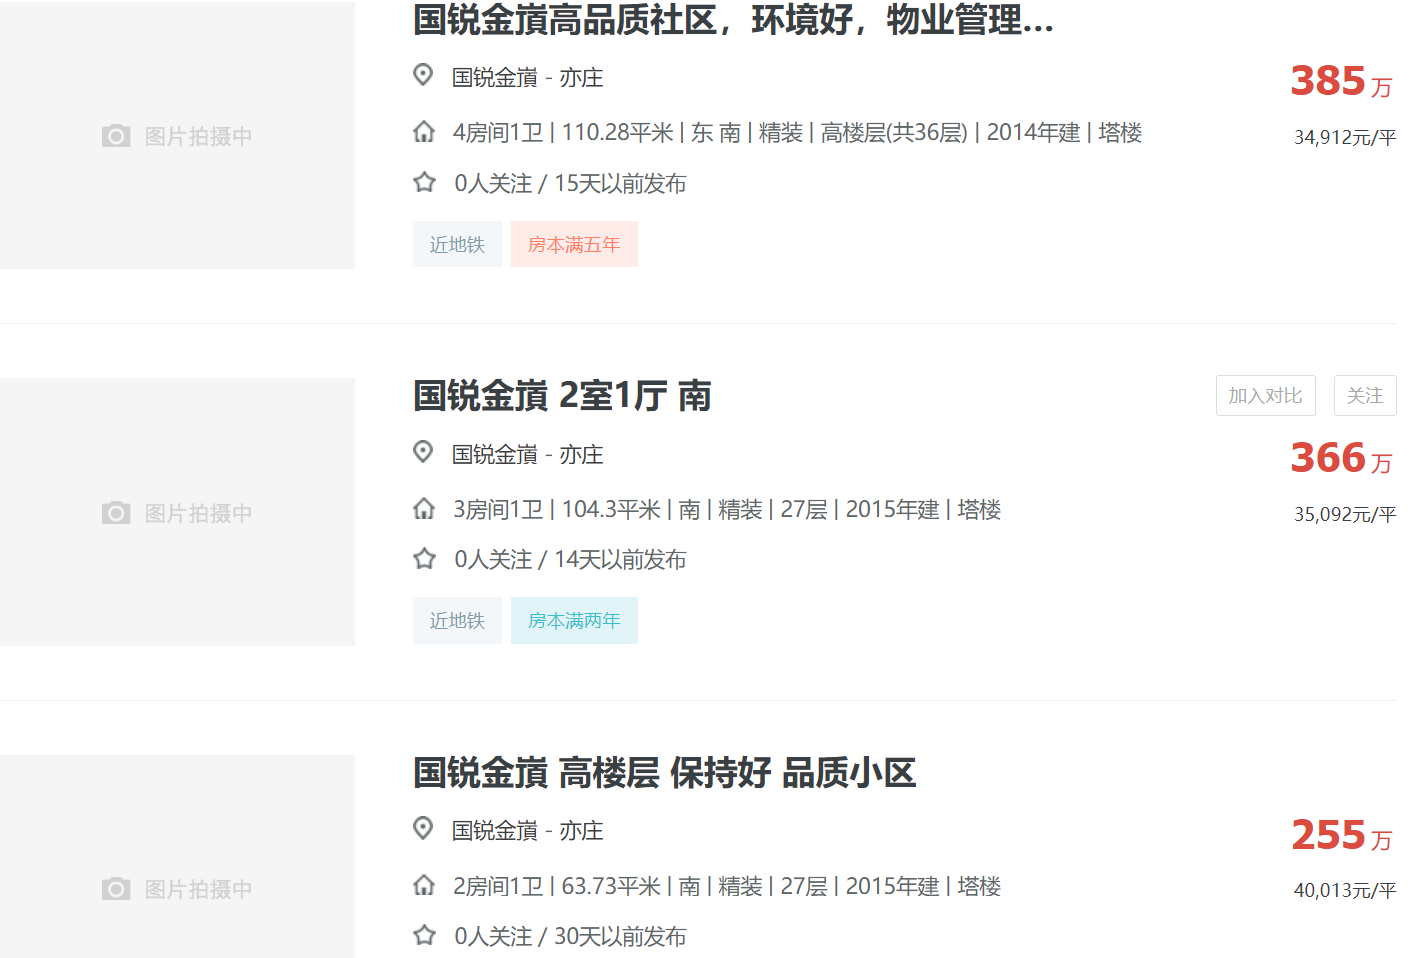 国锐金嵿高品质社区，环境好，物业管理...
国锐金嵿 - 亦庄
385万
图片拍摄中
4房间1卫 | 110.28平米 | 东 南 | 精装 | 高楼层(共36层) | 2014年建 | 塔楼
34,912元/平
0人关注 / 15天以前发布
近地铁
房本满五年
国锐金嵿 2室1厅 南
加入对比
关注
国锐金嵿 - 亦庄
366万
图片拍摄中
3房间1卫 | 104.3平米 | 南 | 精装 | 27层 | 2015年建 | 塔楼
35,092元/平
0人关注 / 14天以前发布
近地铁
房本满两年
国锐金嵿 高楼层 保持好 品质小区
国锐金嵿 - 亦庄
255万
图片拍摄中
2房间1卫 | 63.73平米 | 南 | 精装 | 27层 | 2015年建 | 塔楼
40,013元/平
0人关注 / 30天以前发布